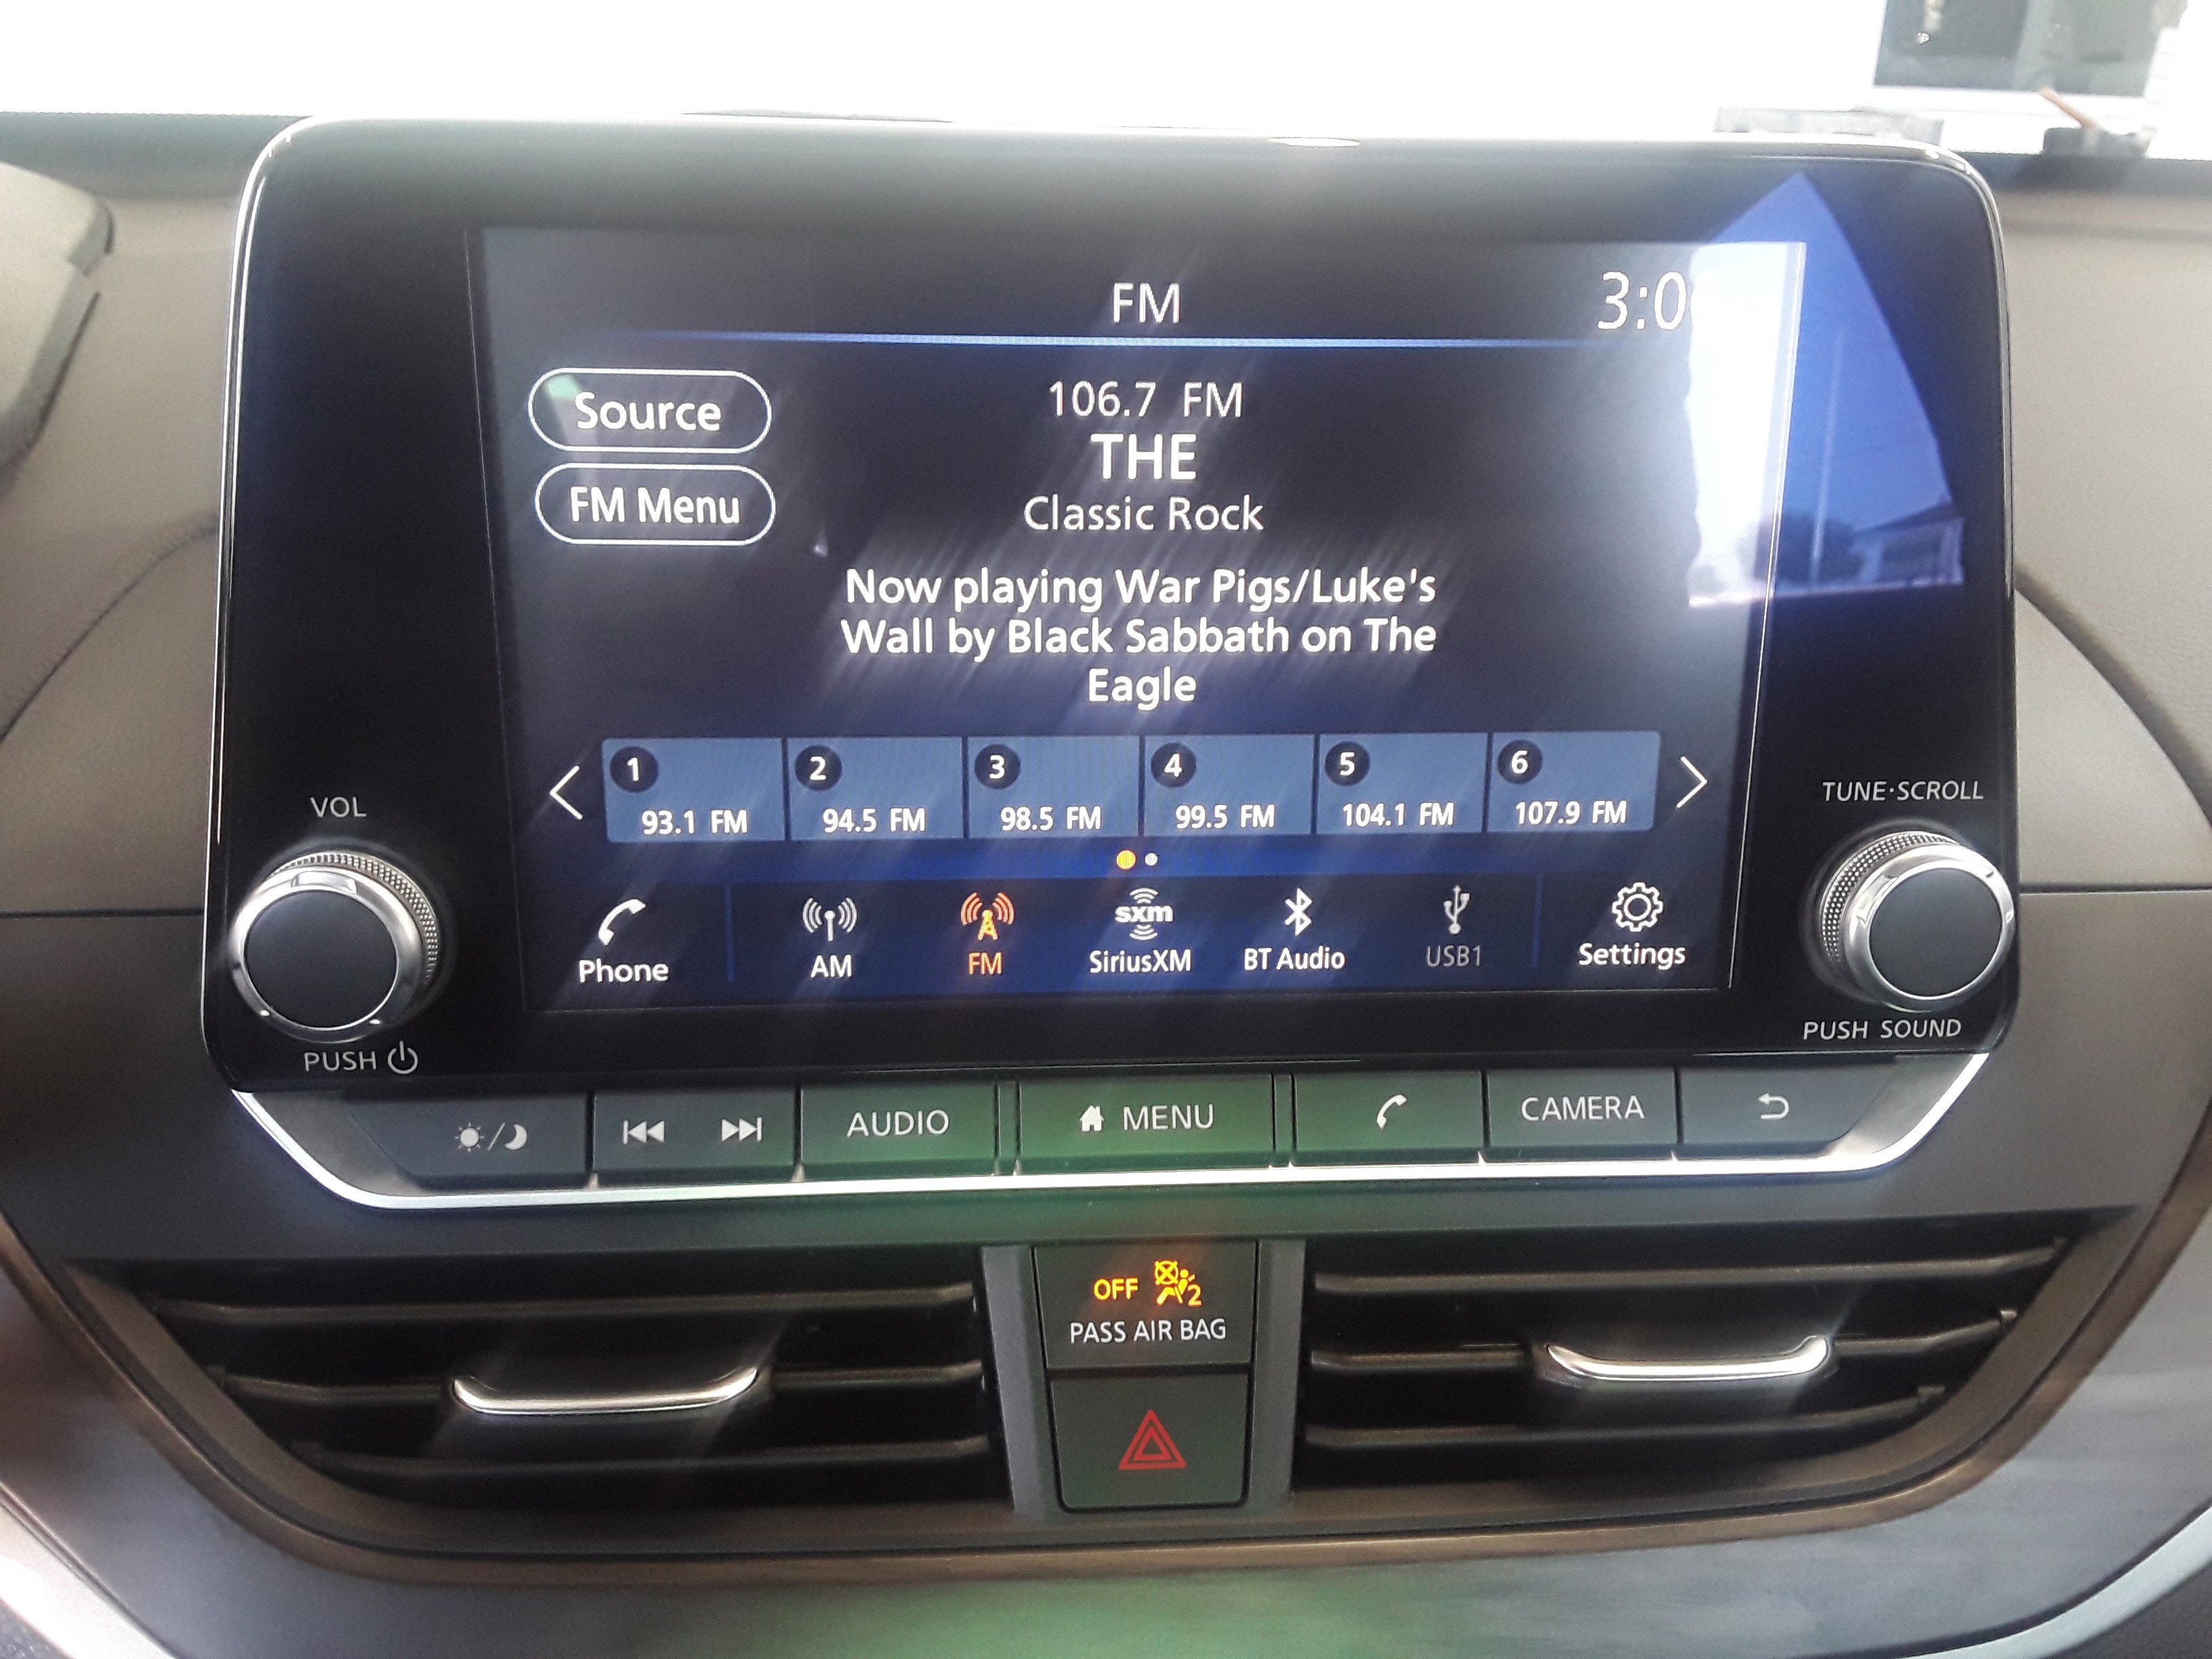 FM
Source
FM Menu
106.7 FM
THE
Classic Rock
Now playing War Pigs/Luke's
Wall by Black Sabbath on The
Eagle
1 93.1 FM
2 94.5 FM
3 98.5 FM
4 99.5 FM
5 104.1 FM
6 107.9 FM
Phone
AM
FM
sxm
SiriusXM
BT Audio
USB1
Settings
VOL
PUSH
TUNE·SCROLL
PUSH SOUND
AUDIO
MENU
CAMERA
OFF 2
PASS AIR BAG